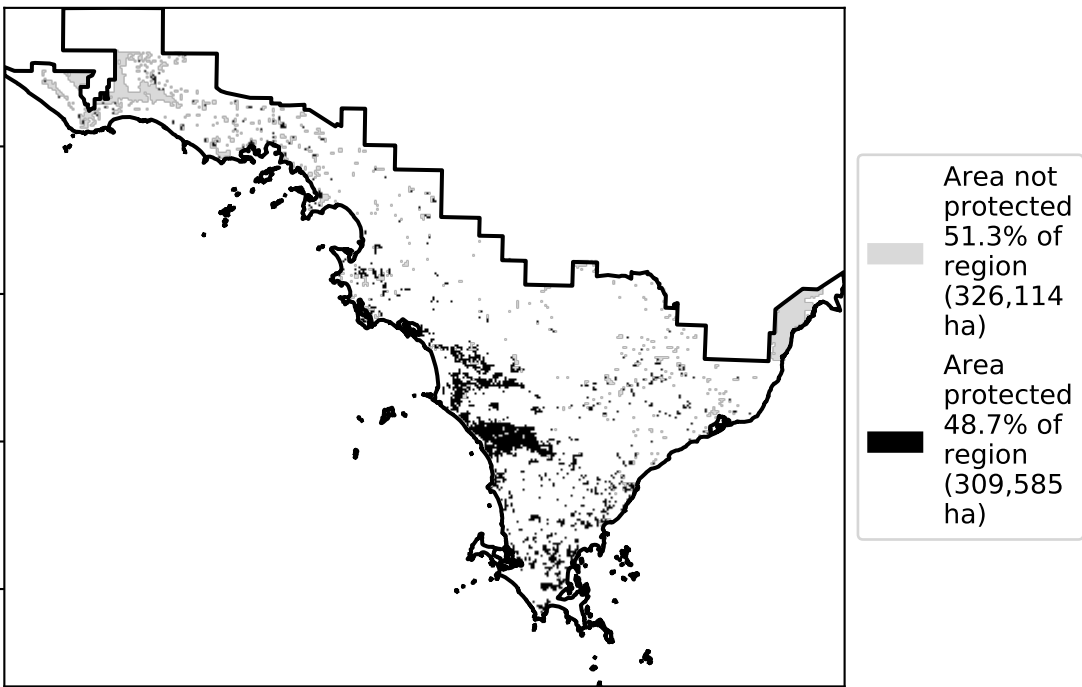 Area not
protected
51.3% of
region
(326,114
ha)
Area
protected
48.7% of
region
(309,585
ha)